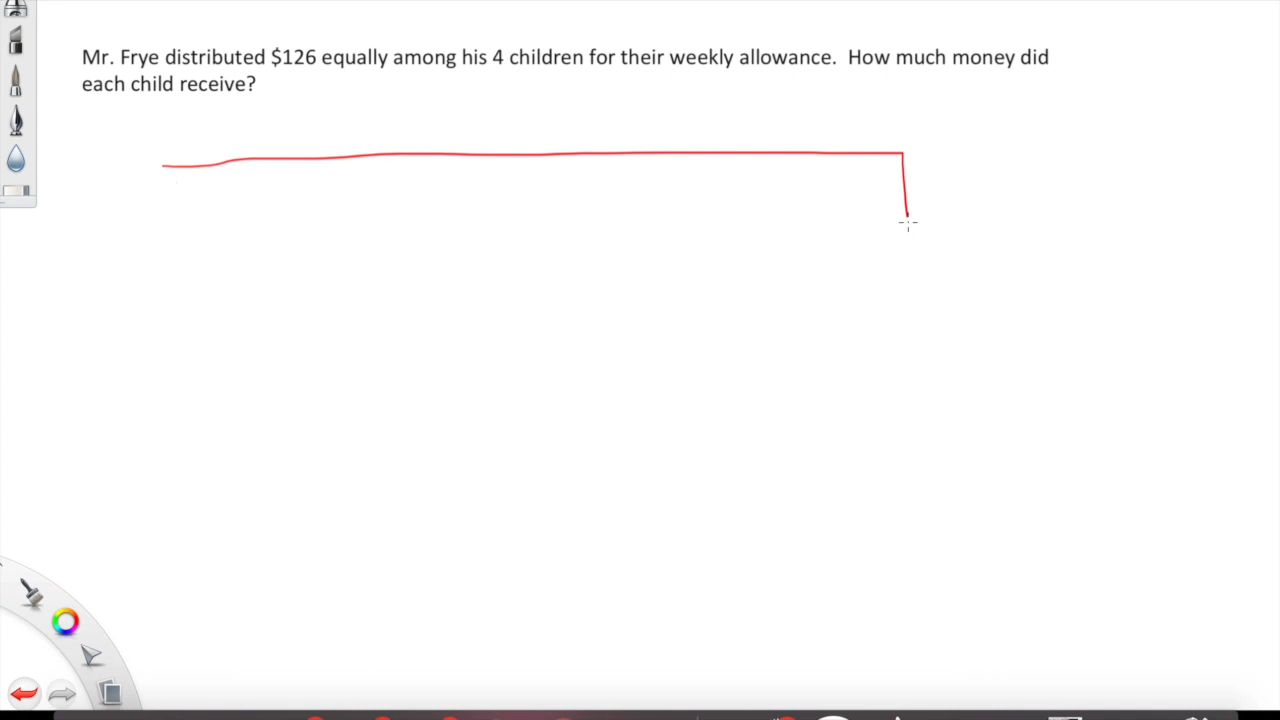 Mr. Frye distributed $126 equally among his 4 children for their weekly allowance.  How much money did
each child receive?